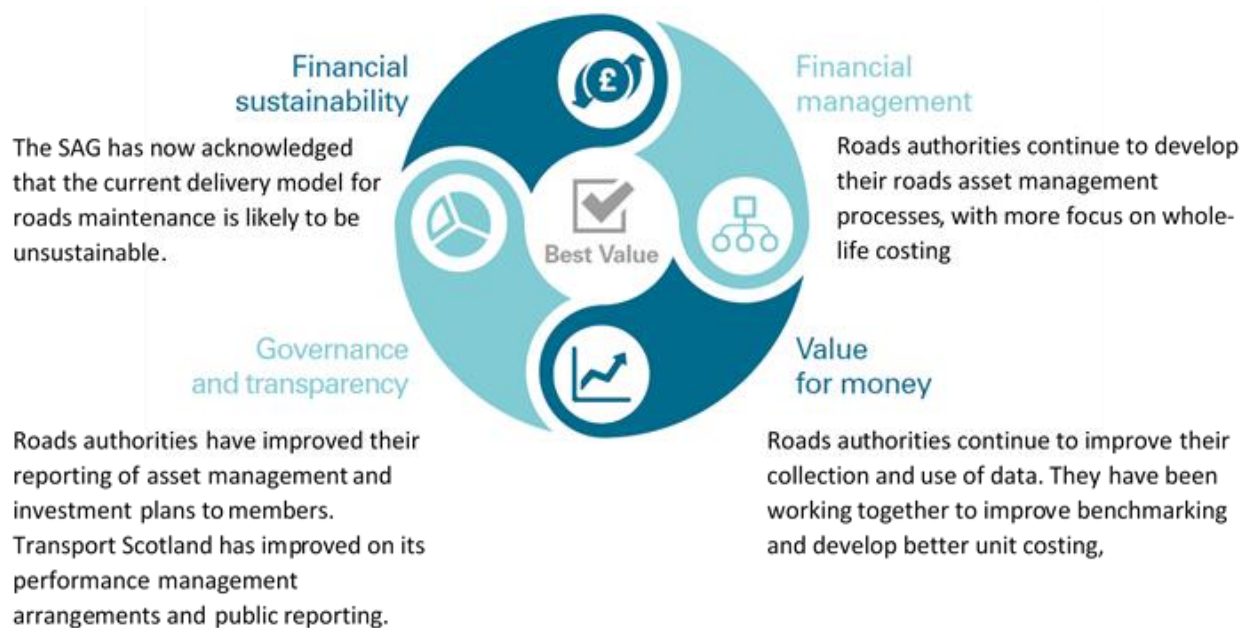 Financial
sustainability
The SAG has now acknowledged
that the current delivery model for
roads maintenance is likely to be
unsustainable.
Financial
management
Roads authorities continue to develop
their roads asset management
processes, with more focus on whole-
life costing
£
Best Value
Governance
and transparency
Roads authorities have improved their
reporting of asset management and
investment plans to members.
Transport Scotland has improved on its
performance management
arrangements and public reporting.
Value
for money
Roads authorities continue to improve their
collection and use of data. They have been
working together to improve benchmarking
and develop better unit costing,